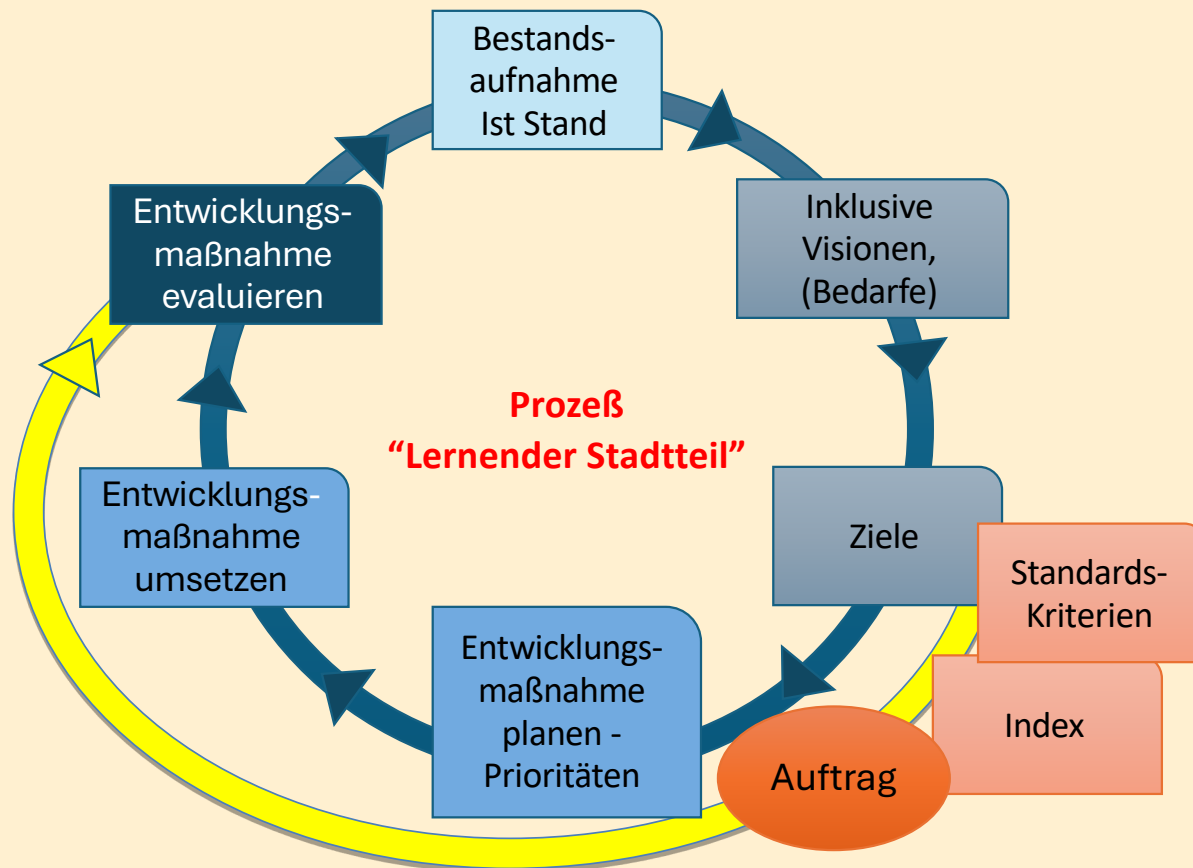 Bestands-
aufnahme
Ist Stand
Inklusive
Visionen,
(Bedarfe)
Ziele
Standards-
Kriterien
Index
Auftrag
Entwicklungs-
maßnahme
planen -
Prioritäten
Entwicklungs-
maßnahme
umsetzen
Entwicklungs-
maßnahme
evaluieren
Prozeß
“Lernender Stadtteil”